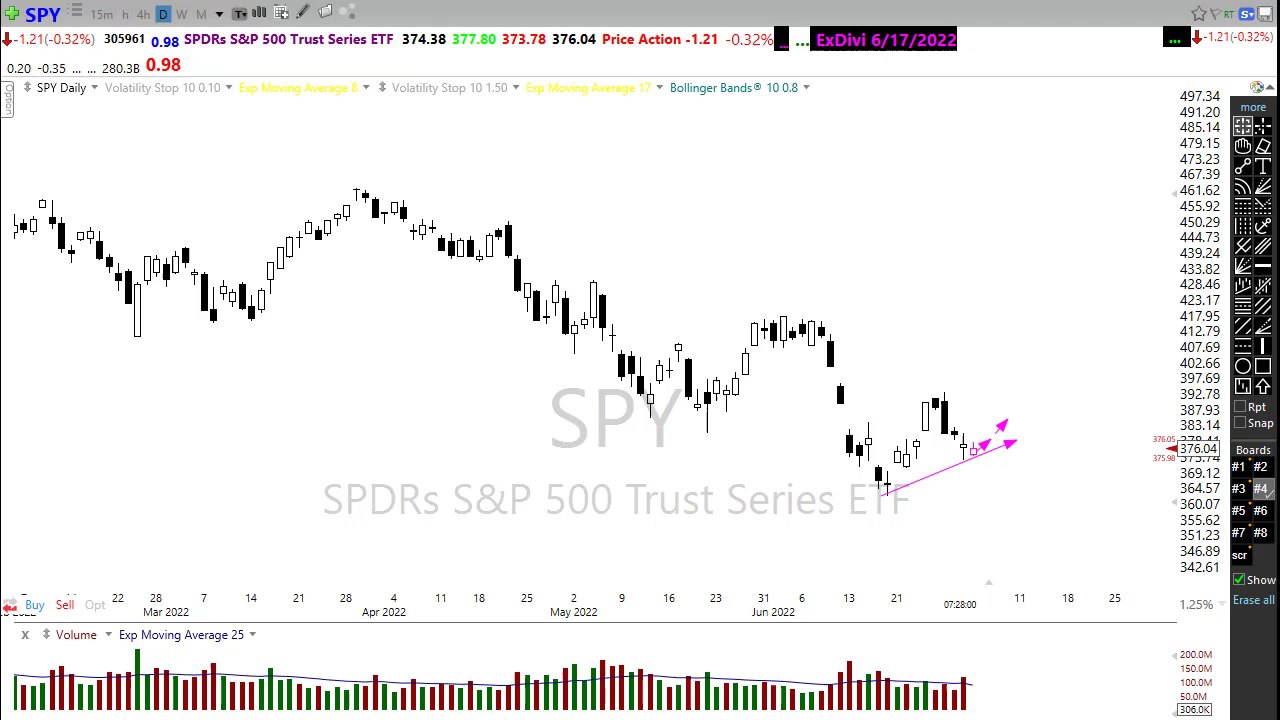 SPY 15m 1h 4h D W M T RT S
-1.21(-0.32%) 305961 0.98 SPDRs S&P 500 Trust Series ETF 374.38 377.80 373.78 376.04 Price Action -1.21 -0.32% ... ... ExDivi 6/17/2022 ... -1.21(-0.32%)
0.20 -0.35 ... ... 280.3B 0.98
Option SPY Daily Volatility Stop 10 0.10 Exp Moving Average 8 Volatility Stop 10 1.50 Exp Moving Average 17 Bollinger Bands® 10 0.8
497.34
491.20
485.14
479.15
473.23
467.39
461.62
455.92
450.29
444.73
439.24
433.82
428.46
423.17
417.95
412.79
407.69
402.66
397.69
392.78
387.93
383.14
376.05
376.04
375.98
373.74
369.12
364.57
360.07
355.62
351.23
346.89
342.61
SPY
SPDRs S&P 500 Trust Series ETF
more
T
Rpt
Snap
Boards
#1 #2
#3 #4
#5 #6
#7 #8
scr
Show
Erase all
22 7 14 21 28 4 11 18 25 2 9 16 23 31 6 13 21 07:28:00 11 18 25
Buy Sell Opt
Mar 2022 Apr 2022 May 2022 Jun 2022
1.25%
X Volume Exp Moving Average 25
200.0M
150.0M
100.0M
50.0M
306.0K